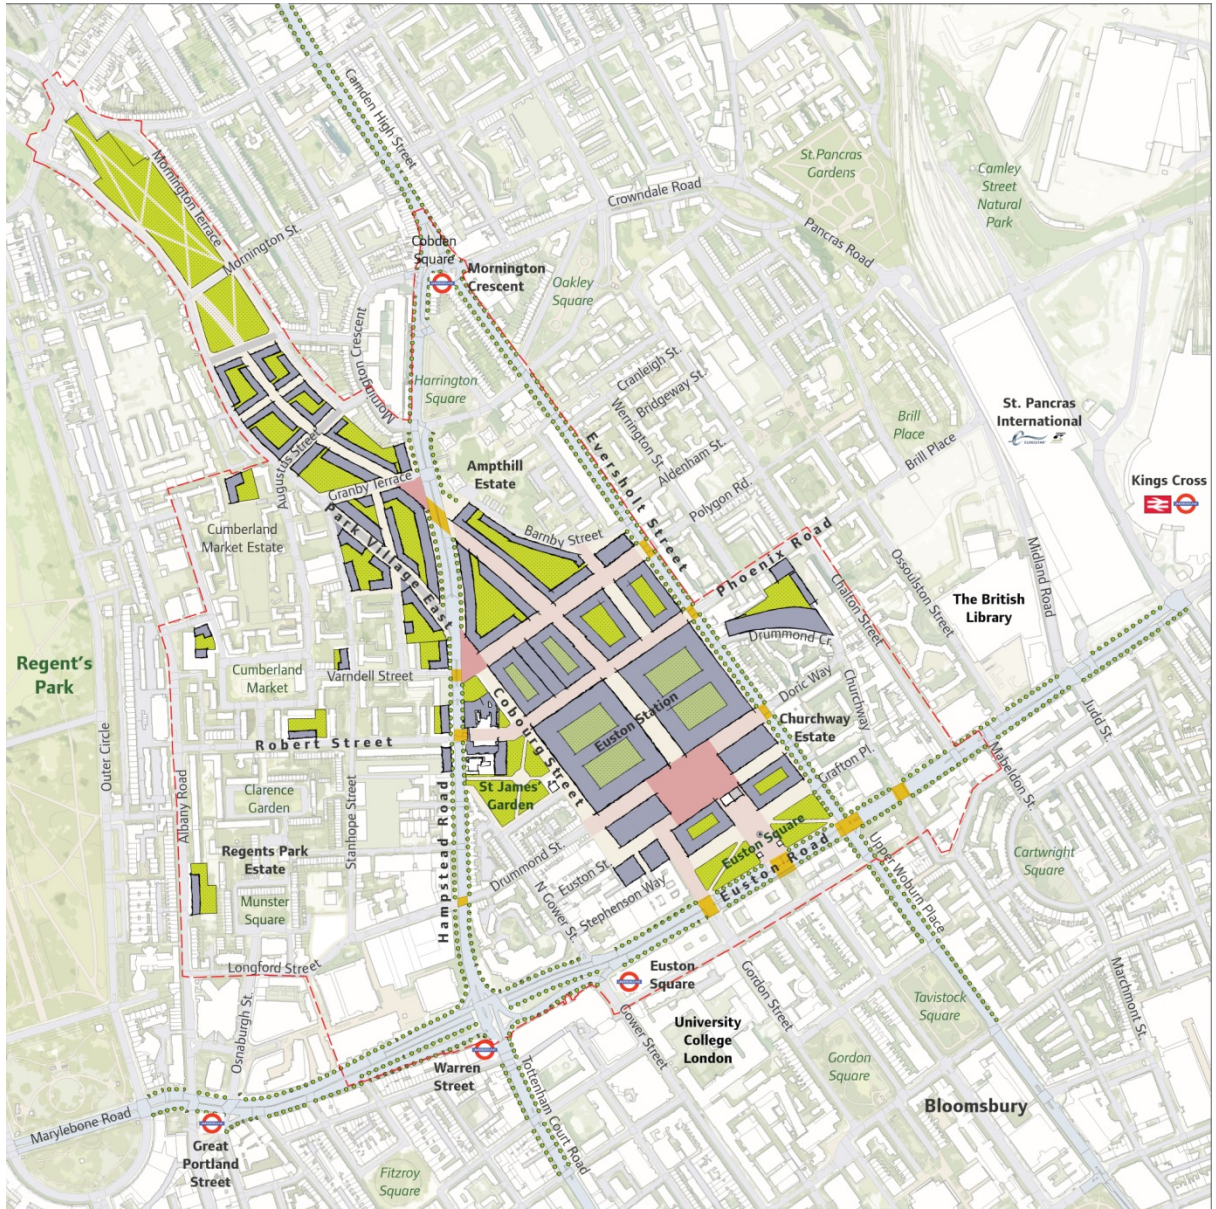 Camden High Street
St.Pancras
Gardens
Camley
Street
Natural
Park
Mornington Terrace
Crowndale Road
Pancras Road
Mornington St.
Cobden
Square
Mornington
Crescent
Oakley
Square
Mornington Crescent
Harrington
Square
Cranleigh St.
Bridgeway St.
Werrington St.
Aldenham St.
Polygon Rd.
Eversholt Street
Brill
Place
Brill Place
St. Pancras
International
Kings Cross
Augustus Street
Granby Terrace
Ampthill
Estate
Barnby Street
Park Village East
Cumberland
Market Estate
Phoenix Road
Chalton Street
Ossoulston Street
Midland Road
The British
Library
Drummond Cr.
Doric Way
Churchway
Regent's
Park
Cumberland
Market
Varndell Street
Cobourg Street
Euston Station
Churchway
Estate
Judd St.
Outer Circle
Robert Street
Grafton Pl.
Mabeldon St.
Albany Road
Clarence
Garden
Stanhope Street
St James'
Garden
Hampstead Road
Regents Park
Estate
Drummond St.
Euston St.
Stephenson Way
N Gower St.
Euston Square
Euston Road
Upper Woburn Place
Cartwright
Square
Munster
Square
Longford Street
Osnaburgh St.
Euston
Square
Gower Street
Gordon Street
University
College
London
Tavistock
Square
Marchmont St.
Gordon
Square
Warren
Street
Tottenham Court Road
Bloomsbury
Marylebone Road
Great
Portland
Street
Fitzroy
Square